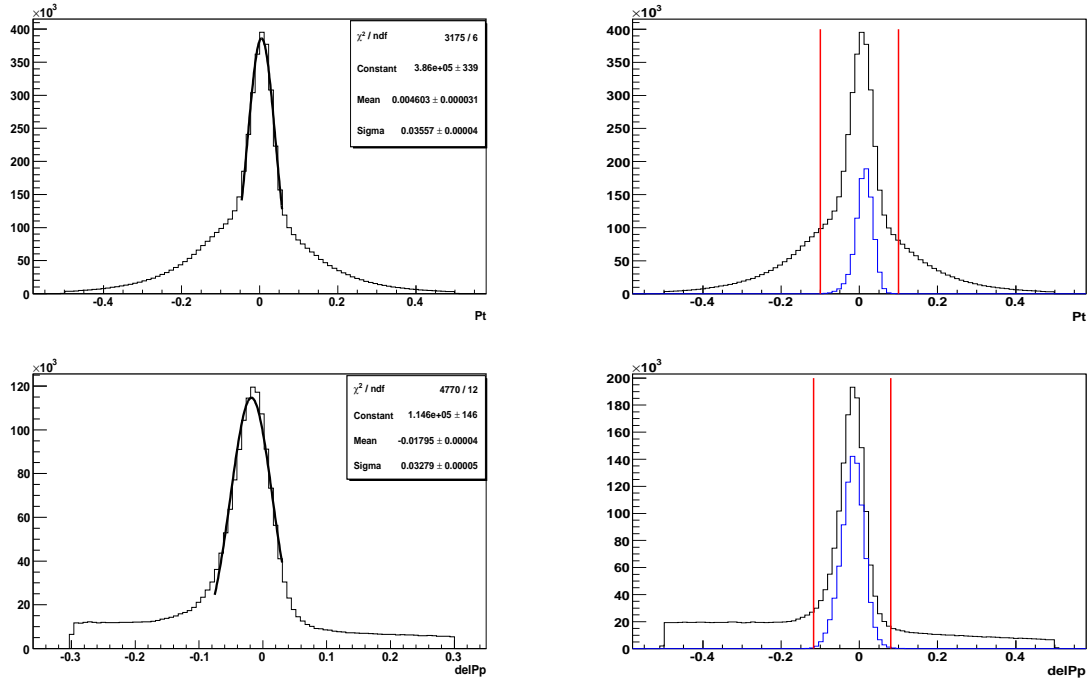 ×10³
400
350
300
250
200
150
100
50
0
-0.4 -0.2 0 0.2 0.4
Pt
χ² / ndf 3175 / 6
Constant 3.86e+05 ± 339
Mean 0.004603 ± 0.000031
Sigma 0.03557 ± 0.00004
×10³
400
350
300
250
200
150
100
50
0
-0.4 -0.2 0 0.2 0.4
Pt
×10³
120
100
80
60
40
20
0
-0.3 -0.2 -0.1 0 0.1 0.2 0.3
delPp
χ² / ndf 4770 / 12
Constant 1.146e+05 ± 146
Mean -0.01795 ± 0.00004
Sigma 0.03279 ± 0.00005
×10³
200
180
160
140
120
100
80
60
40
20
0
-0.4 -0.2 0 0.2 0.4
delPp